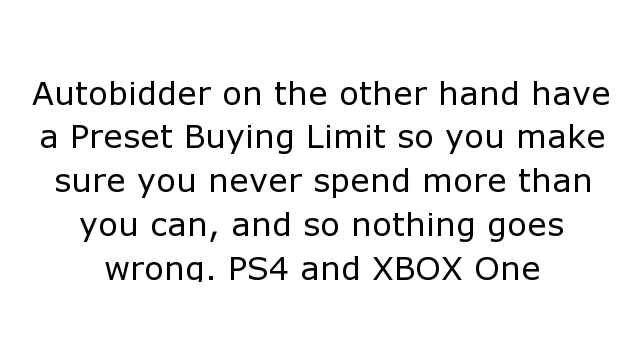 Autobidder on the other hand have
a Preset Buying Limit so you make
sure you never spend more than
you can, and so nothing goes
wrong. PS4 and XBOX One